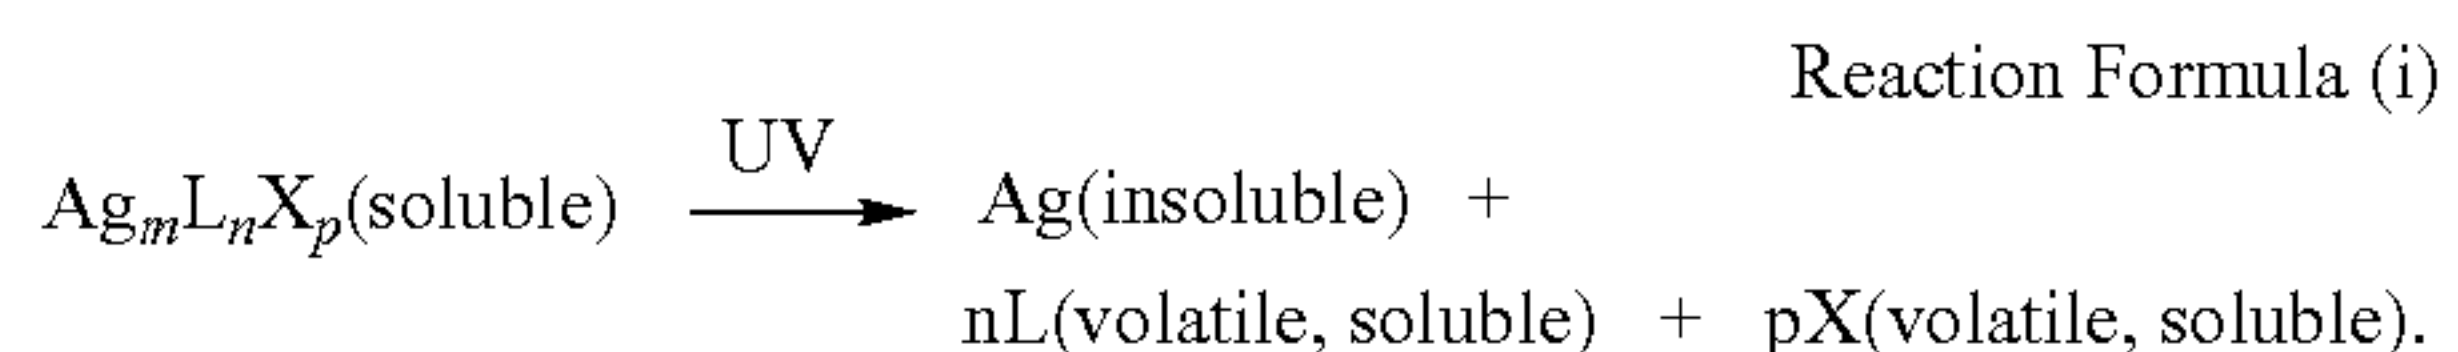 Reaction Formula (i)
UV
AgₘLₙXₚ(soluble) → Ag(insoluble) +
nL(volatile, soluble) + pX(volatile, soluble).